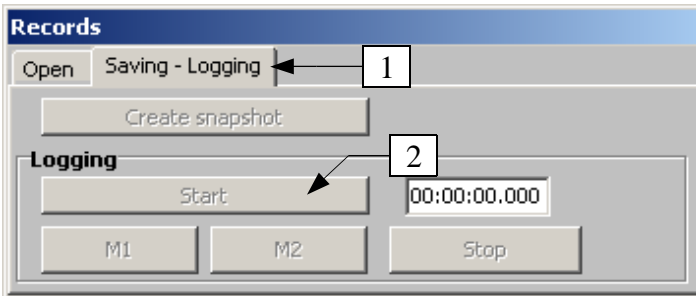 Records
Open Saving - Logging 1
Create snapshot
Logging 2
Start 00:00:00.000
M1 M2 Stop